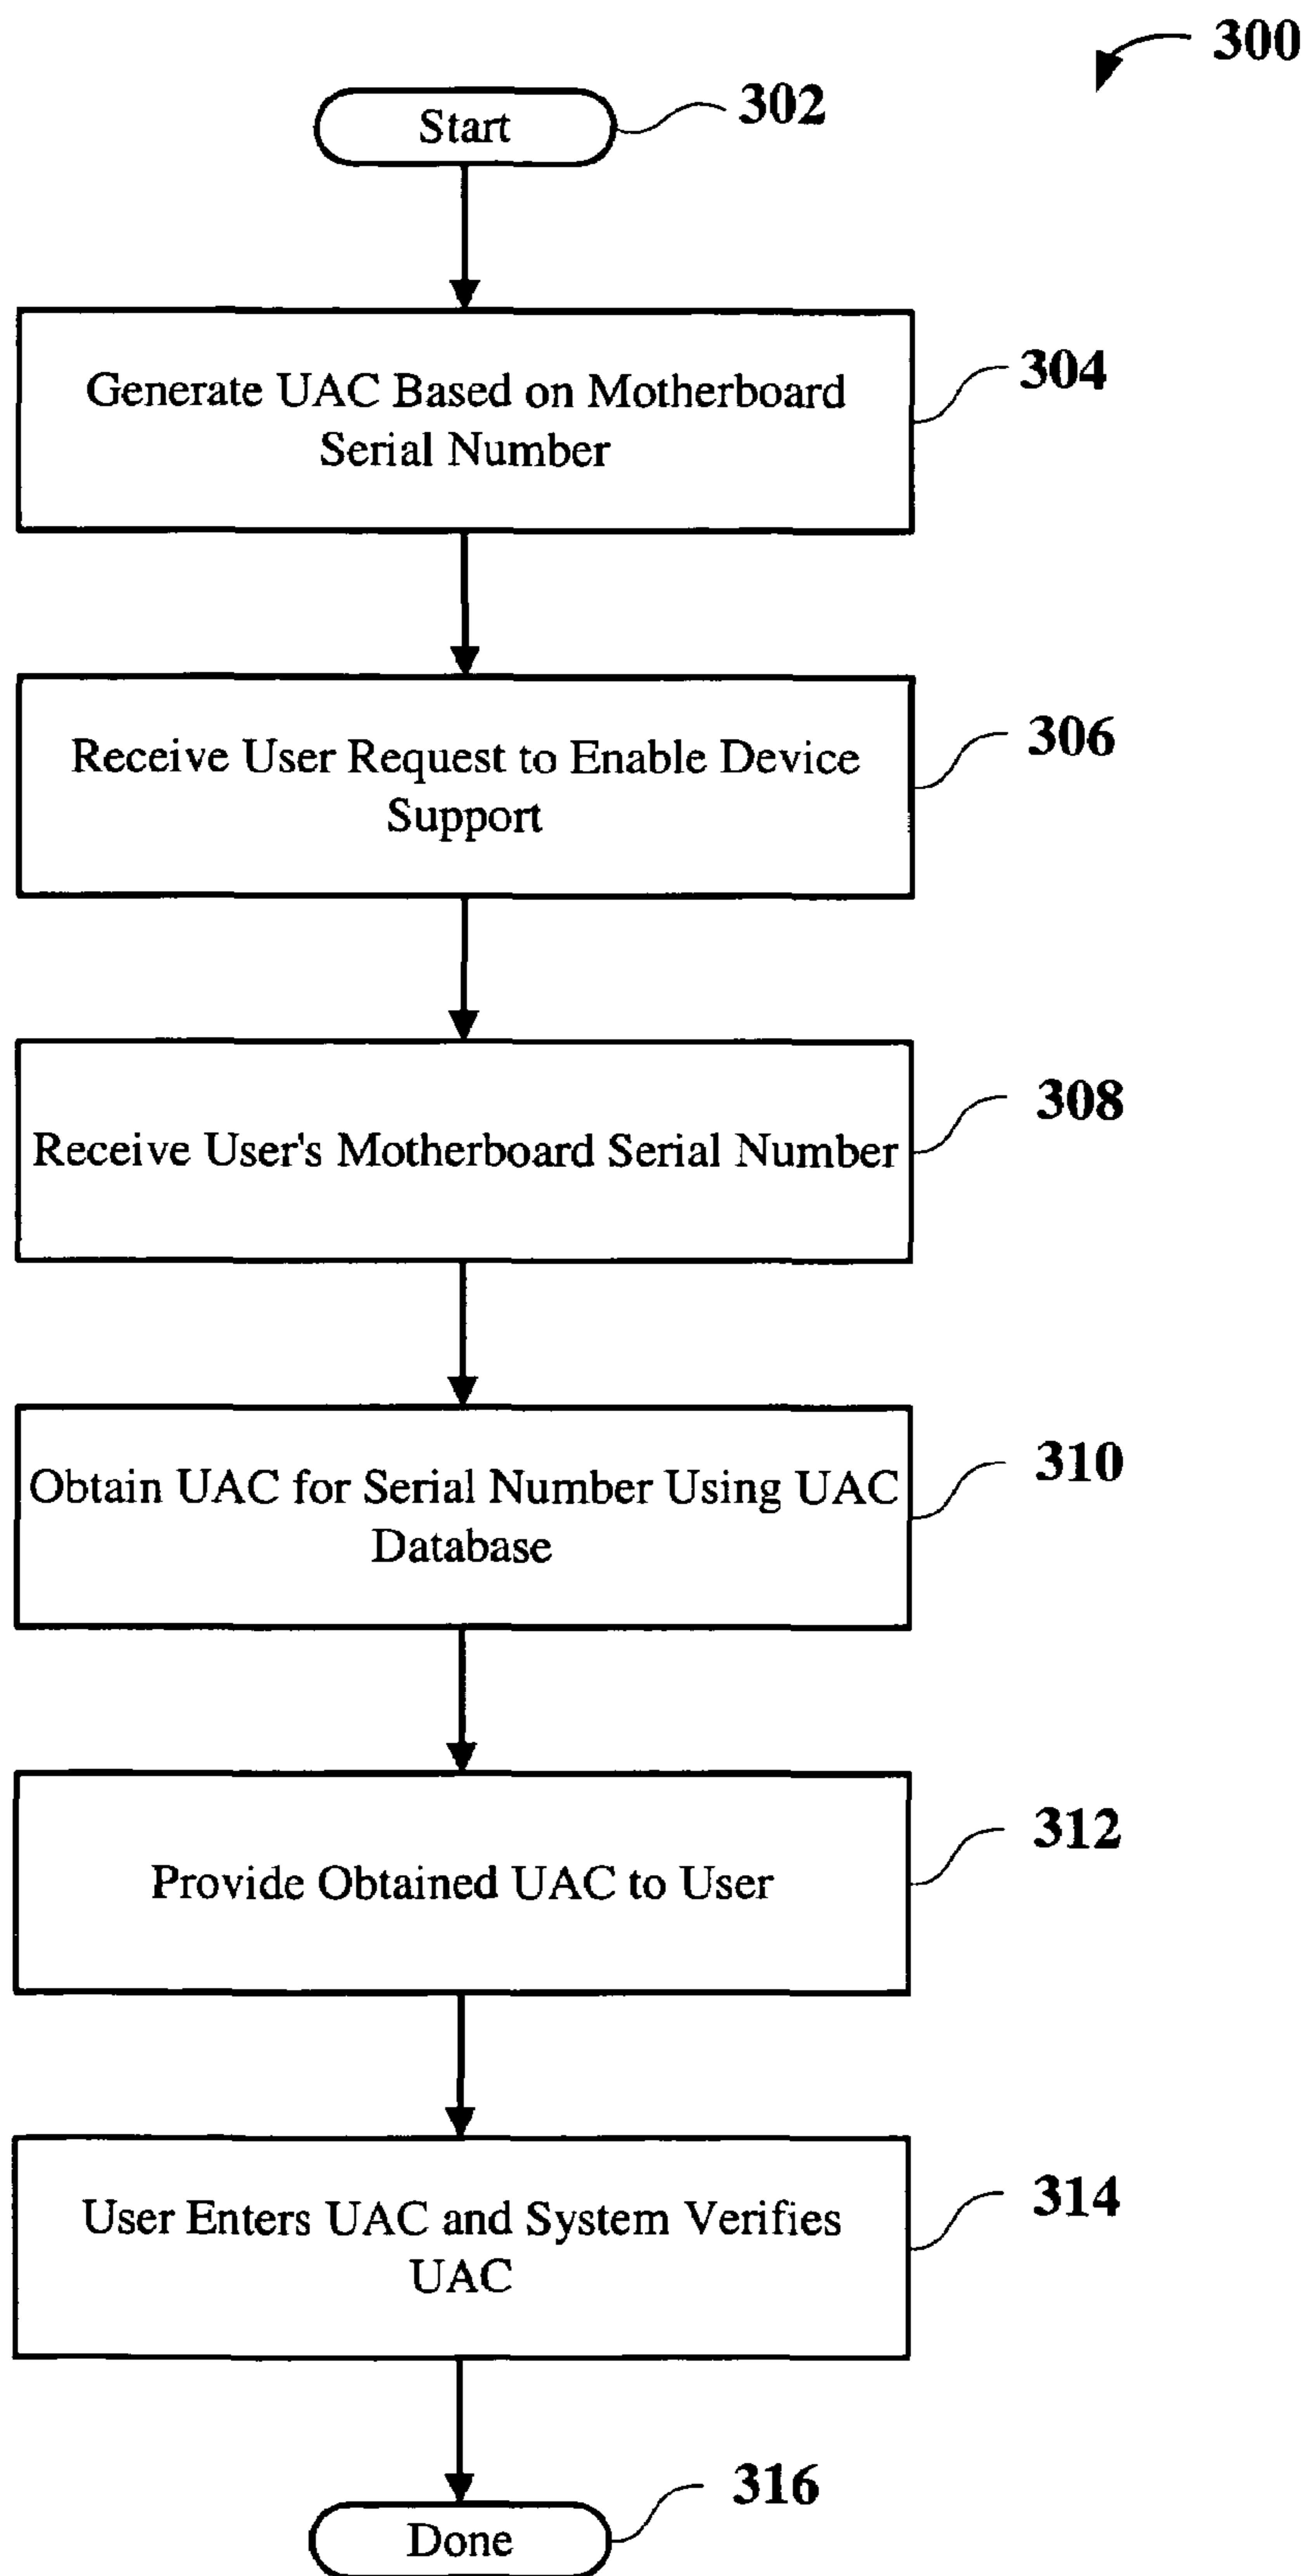 300
Start
302
Generate UAC Based on Motherboard
Serial Number
304
Receive User Request to Enable Device
Support
306
Receive User's Motherboard Serial Number
308
Obtain UAC for Serial Number Using UAC
Database
310
Provide Obtained UAC to User
312
User Enters UAC and System Verifies
UAC
314
Done
316